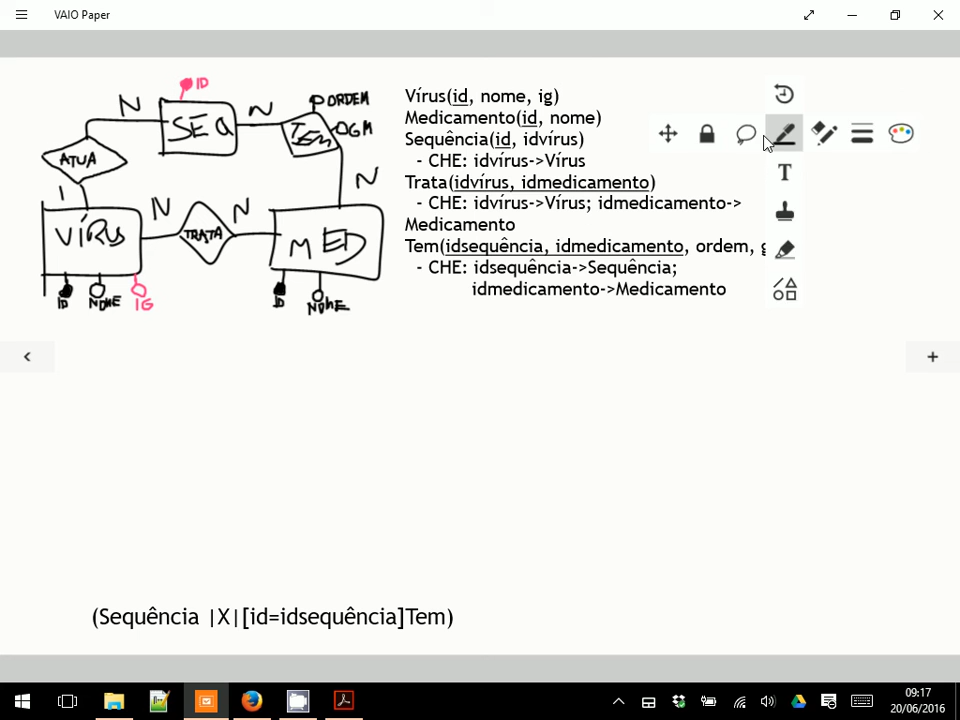 VAIO Paper
ID
N
SEQ
N
ORDEM
TEM
QGM
ATUA
N
1
N
N
VÍRUS
TRATA
MED
ID
NOME
IG
ID
NOME
Vírus(id, nome, ig)
Medicamento(id, nome)
Sequência(id, idvírus)
- CHE: idvírus->Vírus
Trata(idvírus, idmedicamento)
- CHE: idvírus->Vírus; idmedicamento->
Medicamento
Tem(idsequência, idmedicamento, ordem, q
- CHE: idsequência->Sequência;
idmedicamento->Medicamento
T
(Sequência |X|[id=idsequência]Tem)
09:17
20/06/2016